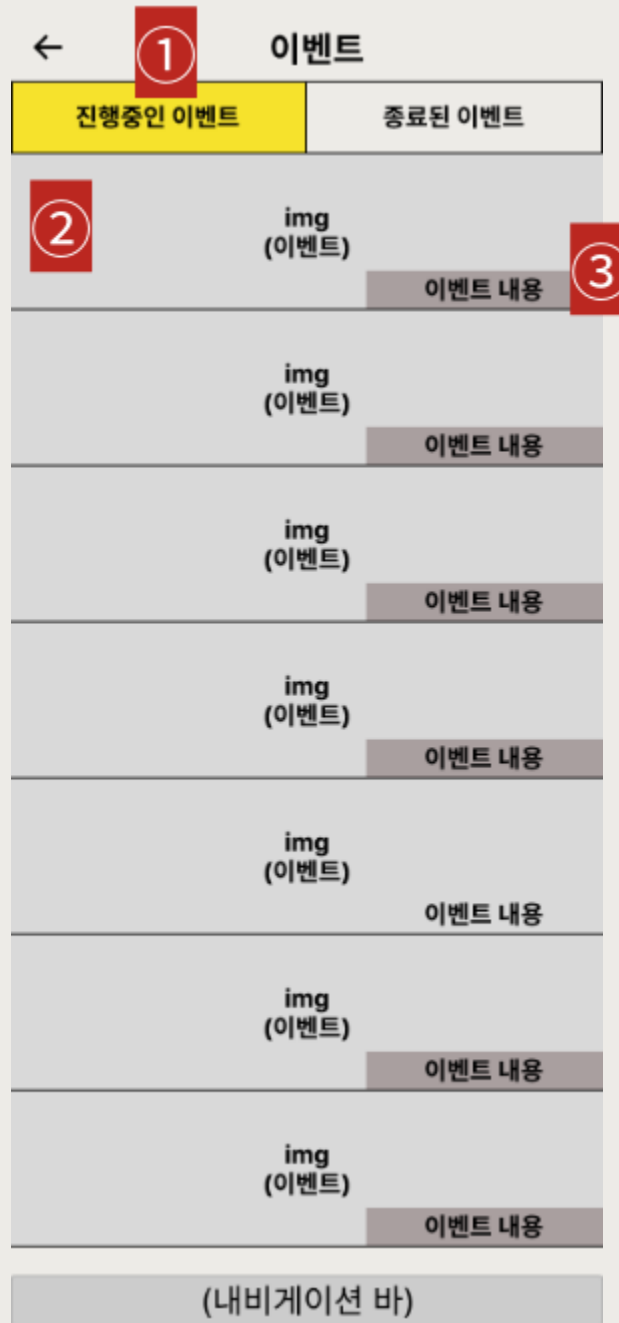 ← ① 이벤트
진행중인 이벤트 종료된 이벤트
② img
(이벤트)
③
이벤트 내용
img
(이벤트)
이벤트 내용
img
(이벤트)
이벤트 내용
img
(이벤트)
이벤트 내용
img
(이벤트)
이벤트 내용
img
(이벤트)
이벤트 내용
img
(이벤트)
이벤트 내용
(내비게이션 바)